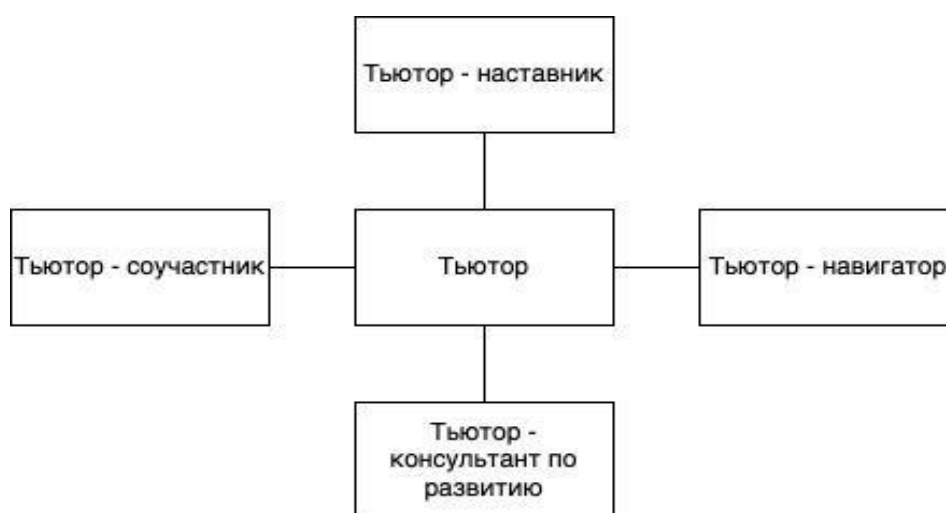 Тьютор - наставник
Тьютор - соучастник
Тьютор
Тьютор - навигатор
Тьютор -
консультант по
развитию